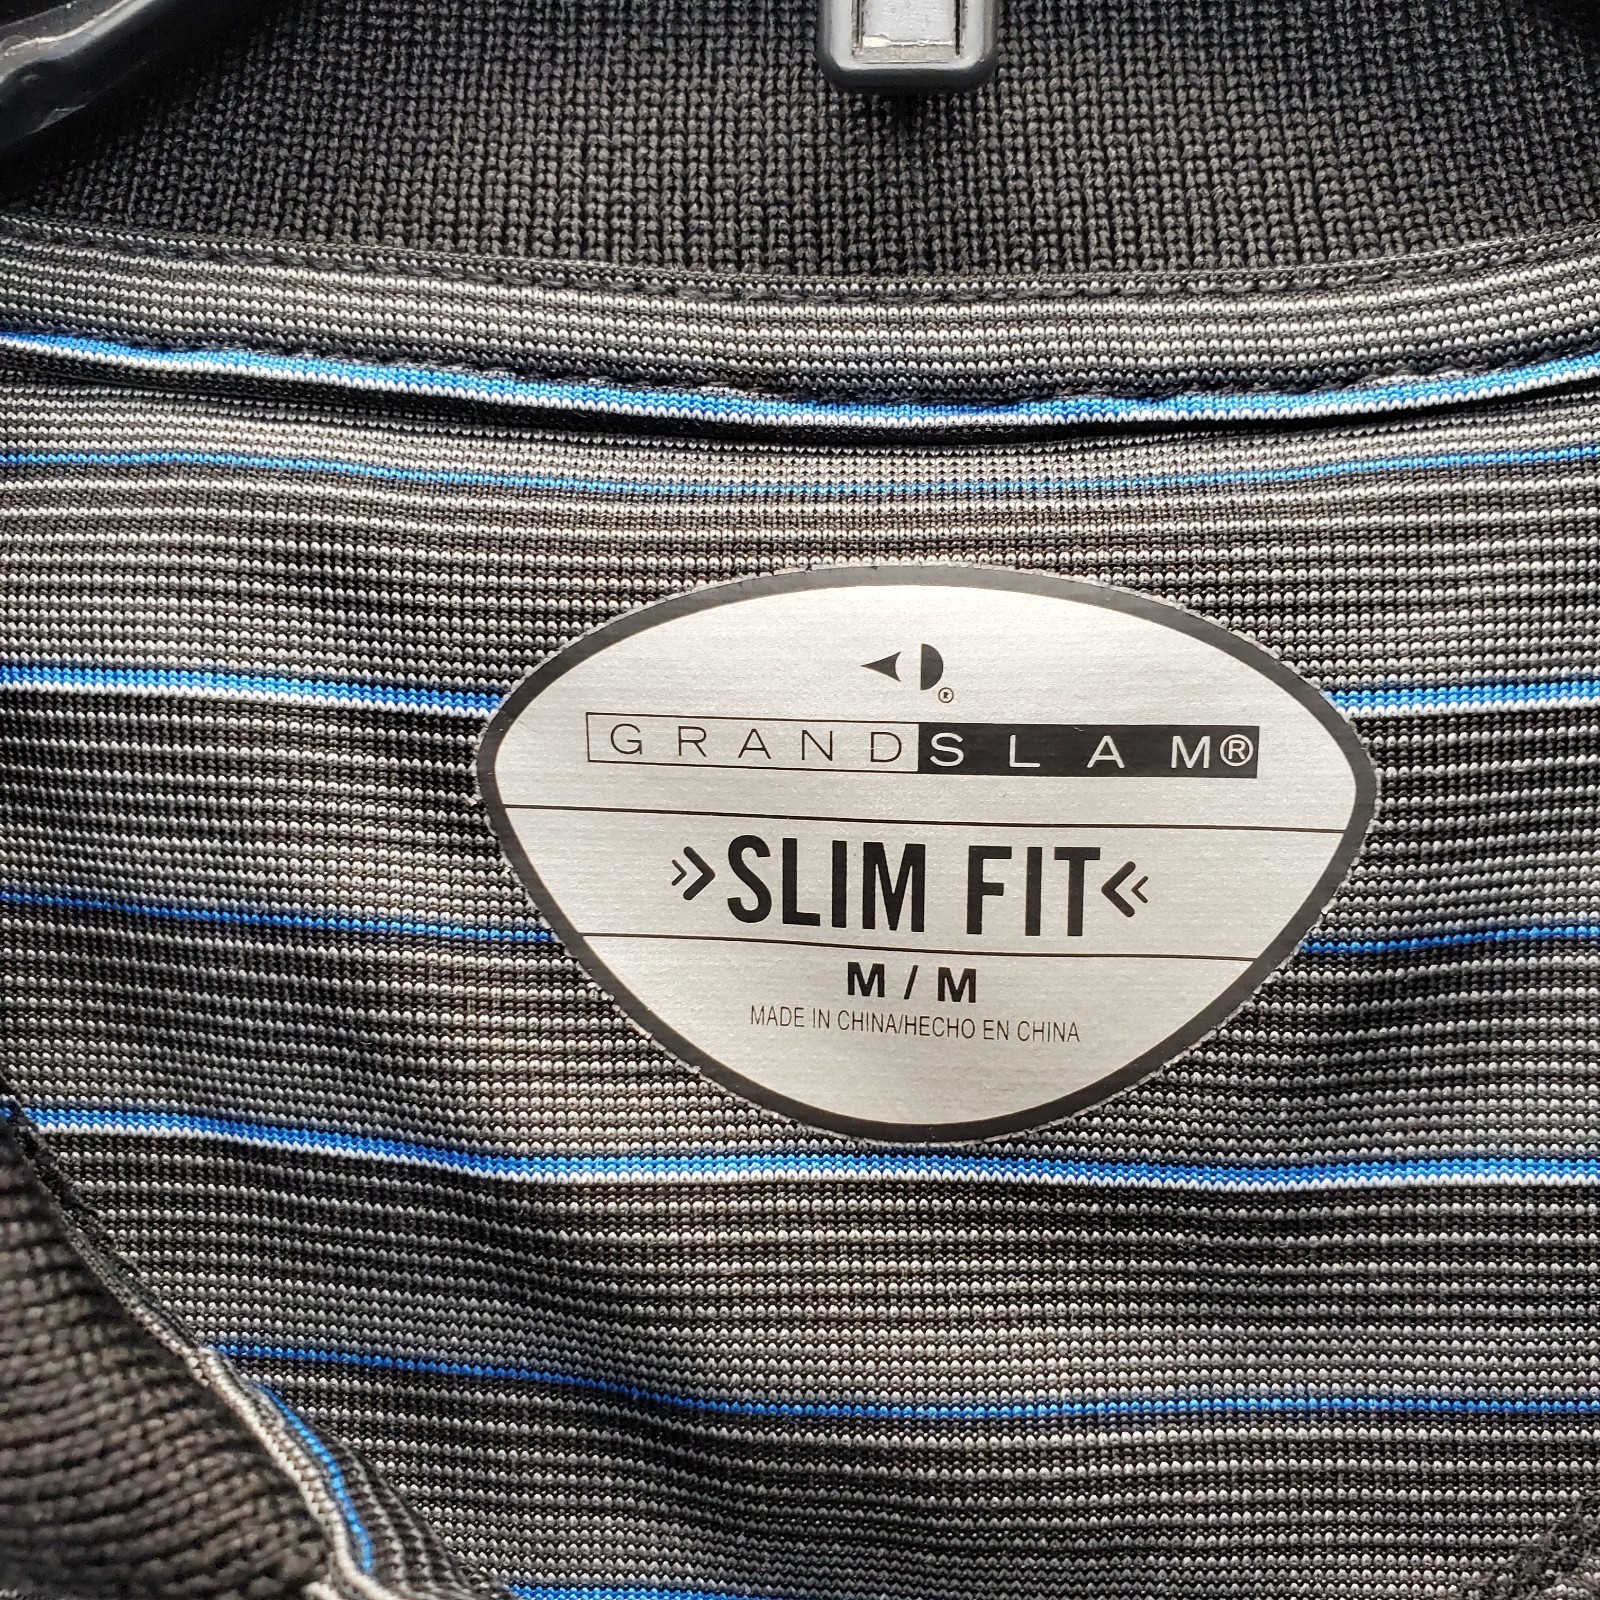 ®
GRANDSLAM®
SLIM FIT
M / M
MADE IN CHINA/HECHO EN CHINA